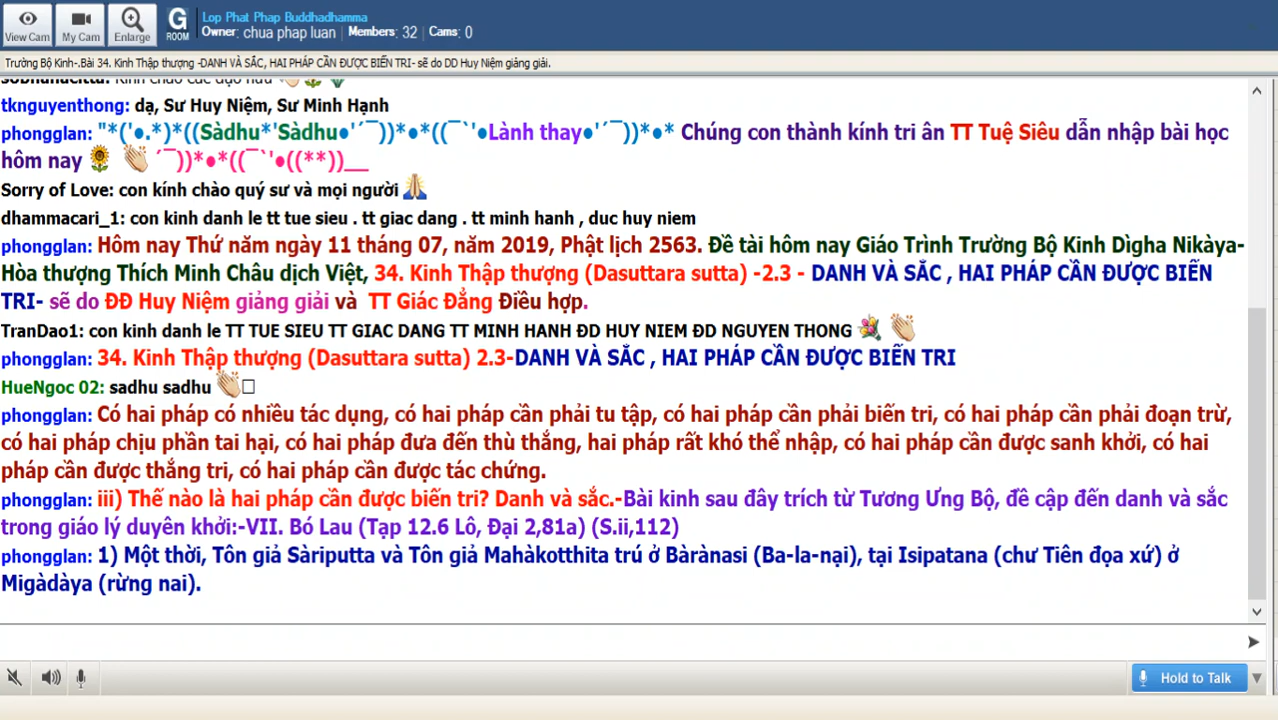 View Cam
My Cam
Enlarge
G
ROOM
Lop Phat Phap Buddhadhamma
Owner: chua phap luan | Members: 32 | Cams: 0
Trường Bộ Kinh-.Bài 34. Kinh Thập thượng -DANH VÀ SẮC, HAI PHÁP CẦN ĐƯỢC BIẾN TRI- sẽ do DD Huy Niệm giảng giải.
tknguyenthong: dạ, Sư Huy Niệm, Sư Minh Hạnh
phongglan: "*('●.*)*((Sàdhu*'Sàdhu●'´¯))*●*((¯`'●Lành thay●'´¯))*●* Chúng con thành kính tri ân TT Tuệ Siêu dẫn nhập bài học
hôm nay ´¯))*●*((¯`'●((**))__
Sorry of Love: con kính chào quý sư và mọi người
dhammacari_1: con kinh danh le tt tue sieu . tt giac dang . tt minh hanh , duc huy niem
phongglan: Hôm nay Thứ năm ngày 11 tháng 07, năm 2019, Phật lịch 2563. Đề tài hôm nay Giáo Trình Trường Bộ Kinh Dìgha Nikàya-
Hòa thượng Thích Minh Châu dịch Việt, 34. Kinh Thập thượng (Dasuttara sutta) -2.3 - DANH VÀ SẮC , HAI PHÁP CẦN ĐƯỢC BIẾN
TRI- sẽ do ĐĐ Huy Niệm giảng giải và TT Giác Đẳng Điều hợp.
TranDao1: con kinh danh le TT TUE SIEU TT GIAC DANG TT MINH HANH ĐD HUY NIEM ĐD NGUYEN THONG
phongglan: 34. Kinh Thập thượng (Dasuttara sutta) 2.3-DANH VÀ SẮC , HAI PHÁP CẦN ĐƯỢC BIẾN TRI
HueNgoc 02: sadhu sadhu
phongglan: Có hai pháp có nhiều tác dụng, có hai pháp cần phải tu tập, có hai pháp cần phải biến tri, có hai pháp cần phải đoạn trừ,
có hai pháp chịu phần tai hại, có hai pháp đưa đến thù thắng, hai pháp rất khó thể nhập, có hai pháp cần được sanh khởi, có hai
pháp cần được thắng tri, có hai pháp cần được tác chứng.
phongglan: iii) Thế nào là hai pháp cần được biến tri? Danh và sắc.-Bài kinh sau đây trích từ Tương Ưng Bộ, đề cập đến danh và sắc
trong giáo lý duyên khởi:-VII. Bó Lau (Tạp 12.6 Lô, Đại 2,81a) (S.ii,112)
phongglan: 1) Một thời, Tôn giả Sàriputta và Tôn giả Mahàkotthita trú ở Bàrànasi (Ba-la-nại), tại Isipatana (chư Tiên đọa xứ) ở
Migàdàya (rừng nai).
Hold to Talk